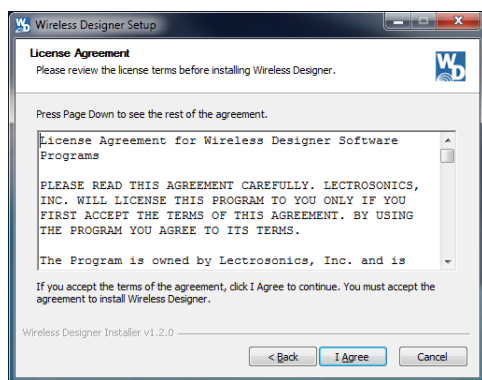 Wireless Designer Setup
License Agreement
Please review the license terms before installing Wireless Designer.
WD
Press Page Down to see the rest of the agreement.
License Agreement for Wireless Designer Software
Programs
PLEASE READ THIS AGREEMENT CAREFULLY. LECTROSONICS,
INC. WILL LICENSE THIS PROGRAM TO YOU ONLY IF YOU
FIRST ACCEPT THE TERMS OF THIS AGREEMENT. BY USING
THE PROGRAM YOU AGREE TO ITS TERMS.
The Program is owned by Lectrosonics, Inc. and is
If you accept the terms of the agreement, click I Agree to continue. You must accept the
agreement to install Wireless Designer.
Wireless Designer Installer v1.2.0
< Back I Agree Cancel